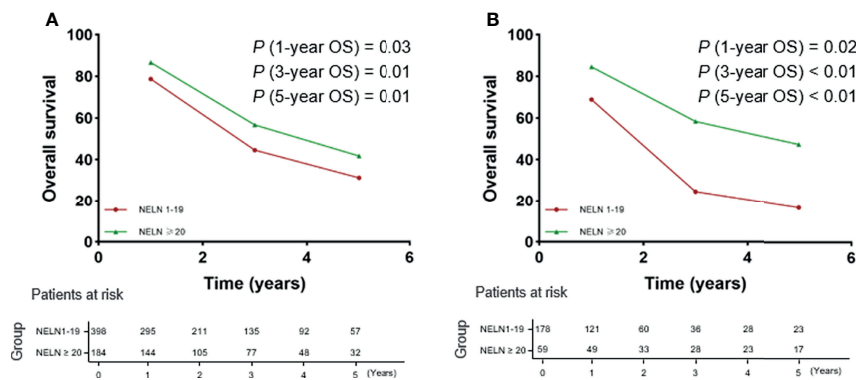 A
P (1-year OS) = 0.03
P (3-year OS) = 0.01
P (5-year OS) = 0.01
Overall survival
100
80
60
40
20
0
NELN 1-19
NELN ≥ 20
0 2 4 6
Time (years)
Patients at risk
Group
NELN1-19 398 295 211 135 92 57
NELN ≥ 20 184 144 105 77 48 32
0 1 2 3 4 5 (Years)
B
P (1-year OS) = 0.02
P (3-year OS) < 0.01
P (5-year OS) < 0.01
Overall survival
100
80
60
40
20
0
NELN 1-19
NELN ≥ 20
0 2 4 6
Time (years)
Patients at risk
Group
NELN1-19 178 121 60 36 28 23
NELN ≥ 20 59 49 33 28 23 17
0 1 2 3 4 5 (Years)